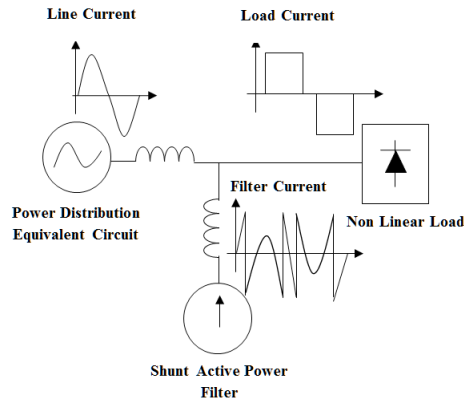 Line Current
Load Current
Filter Current
Power Distribution
Equivalent Circuit
Non Linear Load
Shunt Active Power
Filter